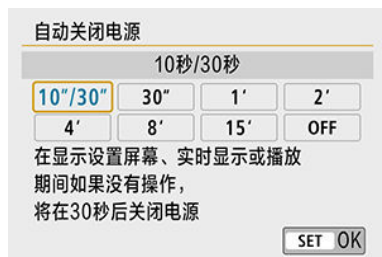 自动关闭电源
10秒/30秒
10"/30" 30" 1' 2'
4' 8' 15' OFF
在显示设置屏幕、实时显示或播放
期间如果没有操作，
将在30秒后关闭电源
SET OK